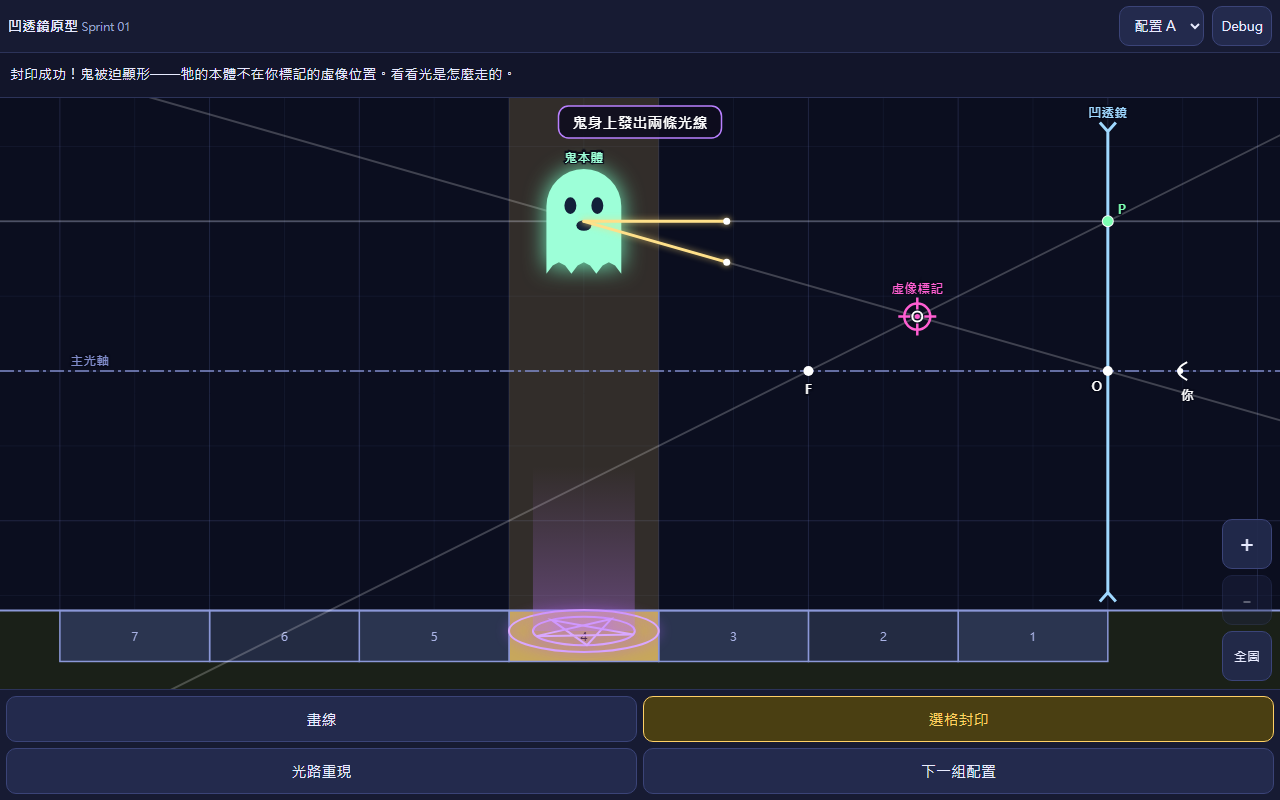 凹透鏡原型 Sprint 01
配置 A
Debug
封印成功！鬼被迫顯形——牠的本體不在你標記的虛像位置。看看光是怎麼走的。
凹透鏡
鬼身上發出兩條光線
鬼本體
P
虛像標記
主光軸
F
O
你
+
−
全圖
7
6
5
4
3
2
1
畫線
選格封印
光路重現
下一組配置